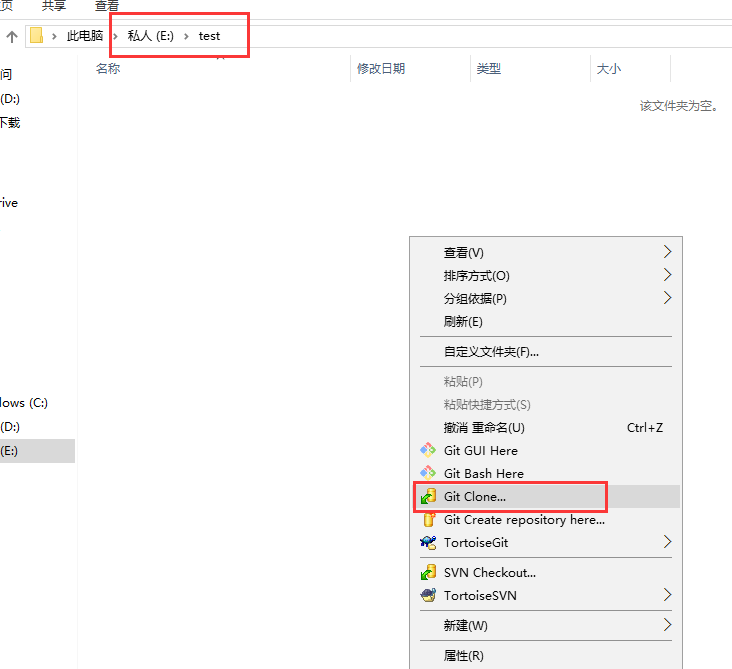 页 共享 查看
此电脑 > 私人 (E:) > test
名称 修改日期 类型 大小
问
(D:)
下载
该文件夹为空。
rive
查看(V)
排序方式(O)
分组依据(P)
刷新(E)
自定义文件夹(F)...
粘贴(P)
粘贴快捷方式(S)
撤消 重命名(U) Ctrl+Z
Git GUI Here
Git Bash Here
Git Clone...
Git Create repository here...
TortoiseGit
SVN Checkout...
TortoiseSVN
新建(W)
属性(R)
dows (C:)
(D:)
(E:)